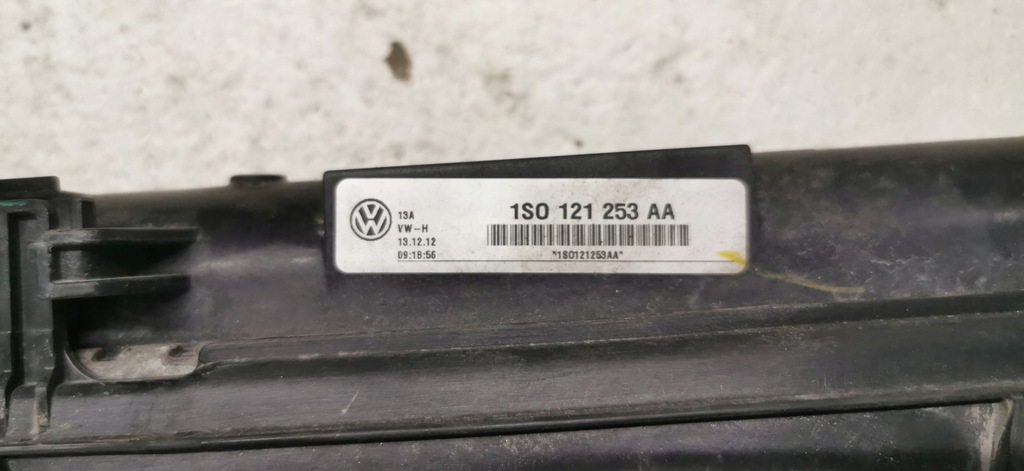 VW
13A
VW-H
13.12.12
09:18:56
1S0 121 253 AA
"1S0121253AA"